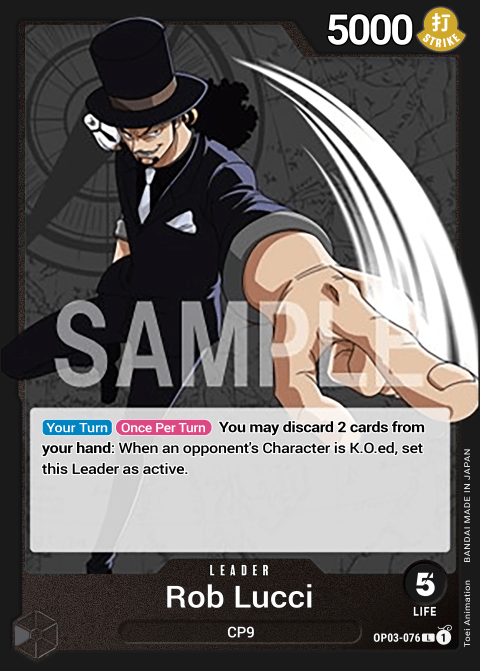 5000
打
STRIKE
SAMPLE
Your Turn Once Per Turn You may discard 2 cards from
your hand: When an opponent's Character is K.O.ed, set
this Leader as active.
LEADER
Rob Lucci
CP9
5
LIFE
OP03-076 L 1
Toei Animation BANDAI MADE IN JAPAN